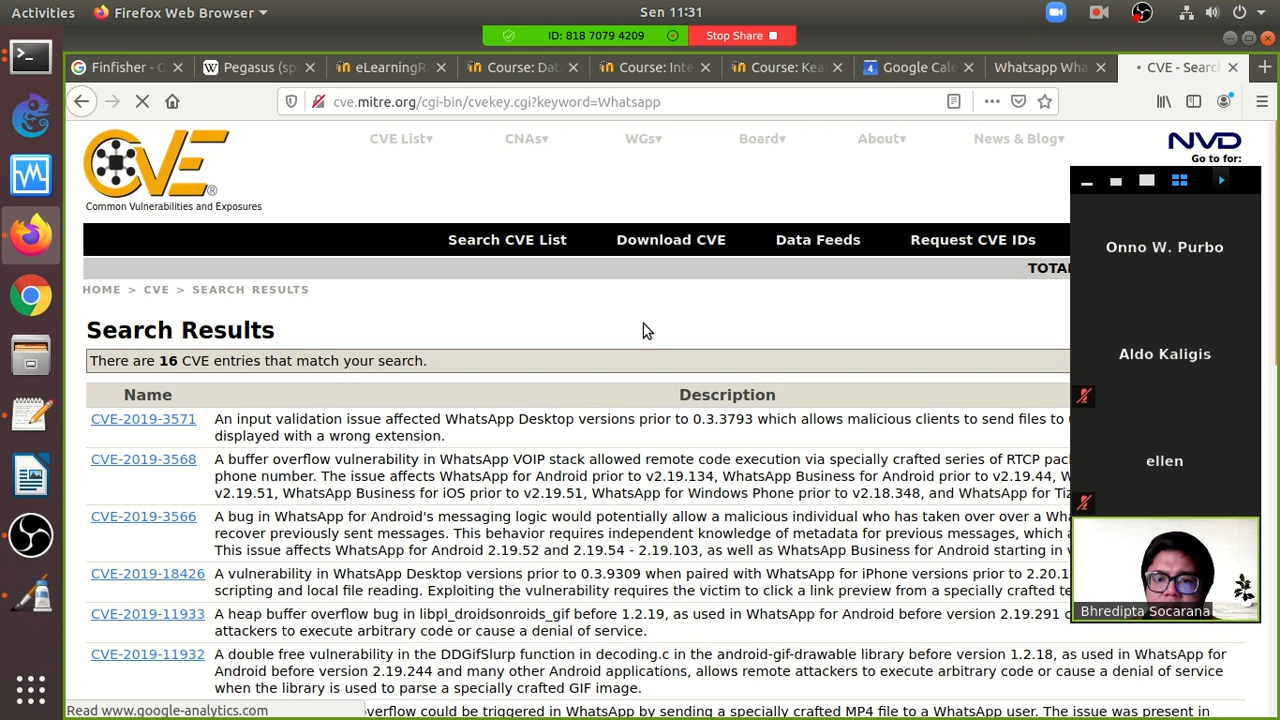 Activities Firefox Web Browser Sen 11:31
ID: 818 7079 4209 Stop Share
Finfisher - G Pegasus (sp eLearningR Course: Dat Course: Inte Course: Kea Google Cale Whatsapp Wha CVE - Searc
cve.mitre.org/cgi-bin/cvekey.cgi?keyword=Whatsapp
CVE
Common Vulnerabilities and Exposures
CVE List CNAs WGs Board About News & Blog
NVD
Go to for:
Search CVE List Download CVE Data Feeds Request CVE IDs
TOTA
HOME > CVE > SEARCH RESULTS
Search Results
There are 16 CVE entries that match your search.
Name Description
CVE-2019-3571 An input validation issue affected WhatsApp Desktop versions prior to 0.3.3793 which allows malicious clients to send files to
displayed with a wrong extension.
CVE-2019-3568 A buffer overflow vulnerability in WhatsApp VOIP stack allowed remote code execution via specially crafted series of RTCP pac
phone number. The issue affects WhatsApp for Android prior to v2.19.134, WhatsApp Business for Android prior to v2.19.44, W
v2.19.51, WhatsApp Business for iOS prior to v2.19.51, WhatsApp for Windows Phone prior to v2.18.348, and WhatsApp for Tiz
CVE-2019-3566 A bug in WhatsApp for Android's messaging logic would potentially allow a malicious individual who has taken over over a Wha
recover previously sent messages. This behavior requires independent knowledge of metadata for previous messages, which a
This issue affects WhatsApp for Android 2.19.52 and 2.19.54 - 2.19.103, as well as WhatsApp Business for Android starting in v
CVE-2019-18426 A vulnerability in WhatsApp Desktop versions prior to 0.3.9309 when paired with WhatsApp for iPhone versions prior to 2.20.1
scripting and local file reading. Exploiting the vulnerability requires the victim to click a link preview from a specially crafted te
CVE-2019-11933 A heap buffer overflow bug in libpl_droidsonroids_gif before 1.2.19, as used in WhatsApp for Android before version 2.19.291 c
attackers to execute arbitrary code or cause a denial of service.
CVE-2019-11932 A double free vulnerability in the DDGifSlurp function in decoding.c in the android-gif-drawable library before version 1.2.18, as used in WhatsApp for
Android before version 2.19.244 and many other Android applications, allows remote attackers to execute arbitrary code or cause a denial of service
when the library is used to parse a specially crafted GIF image.
overflow could be triggered in WhatsApp by sending a specially crafted MP4 file to a WhatsApp user. The issue was present in
Read www.google-analytics.com
Onno W. Purbo
Aldo Kaligis
ellen
Bhredipta Socarana